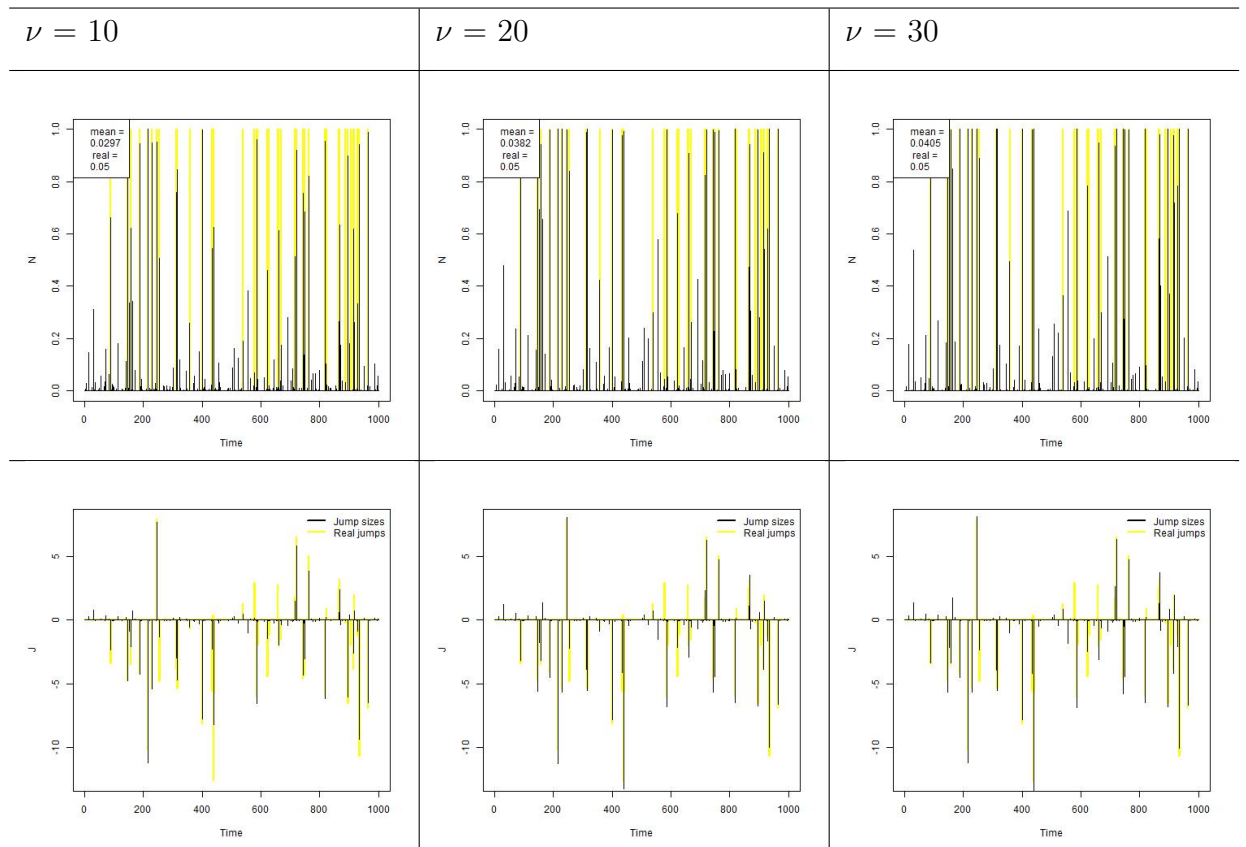 ν = 10
ν = 20
ν = 30
N
1.0
0.8
0.6
0.4
0.2
0.0
mean =
0.0297
real =
0.05
0 200 400 600 800 1000
Time
N
1.0
0.8
0.6
0.4
0.2
0.0
mean =
0.0382
real =
0.05
0 200 400 600 800 1000
Time
N
1.0
0.8
0.6
0.4
0.2
0.0
mean =
0.0405
real =
0.05
0 200 400 600 800 1000
Time
J
5
0
-5
-10
Jump sizes
Real jumps
0 200 400 600 800 1000
Time
J
5
0
-5
-10
Jump sizes
Real jumps
0 200 400 600 800 1000
Time
J
5
0
-5
-10
Jump sizes
Real jumps
0 200 400 600 800 1000
Time